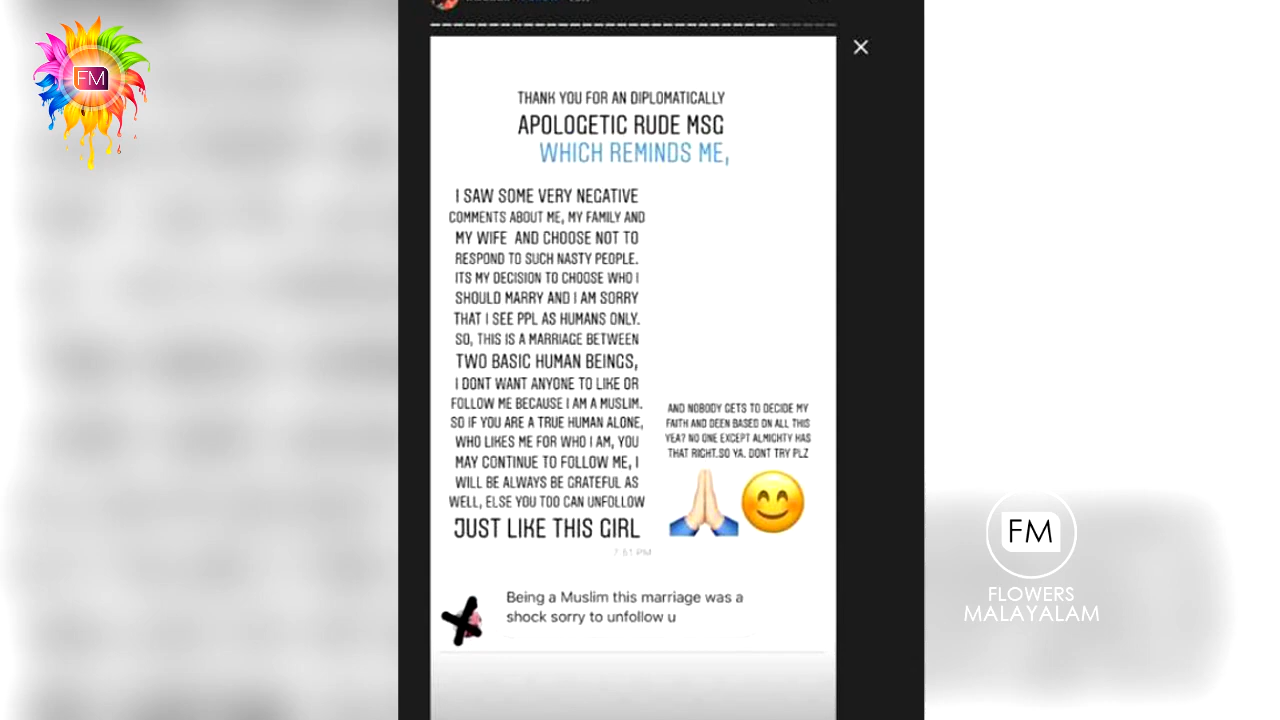 FM
THANK YOU FOR AN DIPLOMATICALLY
APOLOGETIC RUDE MSG
WHICH REMINDS ME,
I SAW SOME VERY NEGATIVE
COMMENTS ABOUT ME, MY FAMILY AND
MY WIFE AND CHOOSE NOT TO
RESPOND TO SUCH NASTY PEOPLE.
ITS MY DECISION TO CHOOSE WHO I
SHOULD MARRY AND I AM SORRY
THAT I SEE PPL AS HUMANS ONLY.
SO, THIS IS A MARRIAGE BETWEEN
TWO BASIC HUMAN BEINGS,
I DONT WANT ANYONE TO LIKE OR
FOLLOW ME BECAUSE I AM A MUSLIM.
SO IF YOU ARE A TRUE HUMAN ALONE,
WHO LIKES ME FOR WHO I AM, YOU
MAY CONTINUE TO FOLLOW ME, I
WILL BE ALWAYS BE GRATEFUL AS
WELL, ELSE YOU TOO CAN UNFOLLOW
JUST LIKE THIS GIRL
AND NOBODY GETS TO DECIDE MY
FAITH AND DEEN BASED ON ALL THIS
YEA? NO ONE EXCEPT ALMIGHTY HAS
THAT RIGHT.SO YA. DONT TRY PLZ
7:51 PM
Being a Muslim this marriage was a
shock sorry to unfollow u
FM
FLOWERS
MALAYALAM